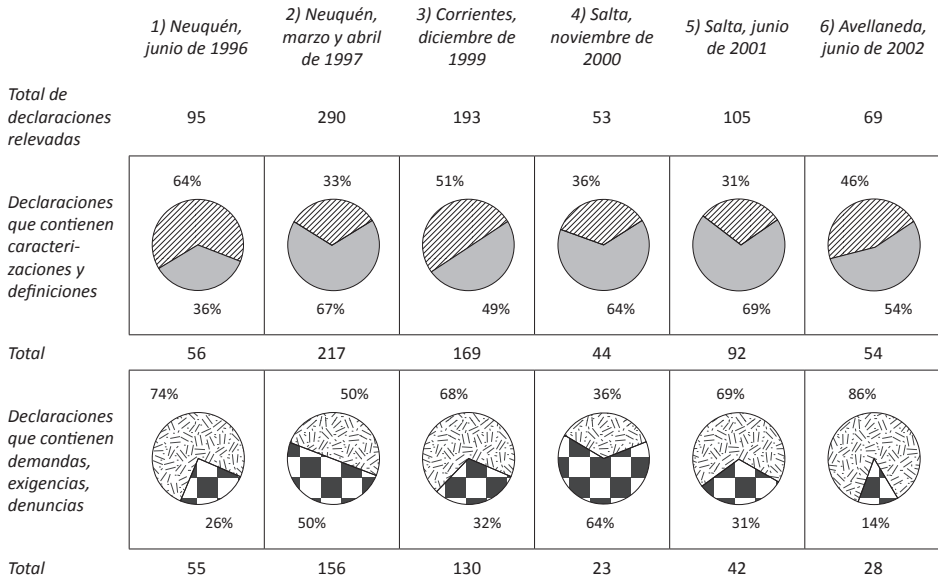 1) Neuquén,
junio de 1996
2) Neuquén,
marzo y abril
de 1997
3) Corrientes,
diciembre de
1999
4) Salta,
noviembre de
2000
5) Salta, junio
de 2001
6) Avellaneda,
junio de 2002
Total de
declaraciones
relevadas
95 290 193 53 105 69
Declaraciones
que contienen
caracteri-
zaciones y
definiciones
64% 33% 51% 36% 31% 46%
36% 67% 49% 64% 69% 54%
Total 56 217 169 44 92 54
Declaraciones
que contienen
demandas,
exigencias,
denuncias
74% 50% 68% 36% 69% 86%
26% 50% 32% 64% 31% 14%
Total 55 156 130 23 42 28